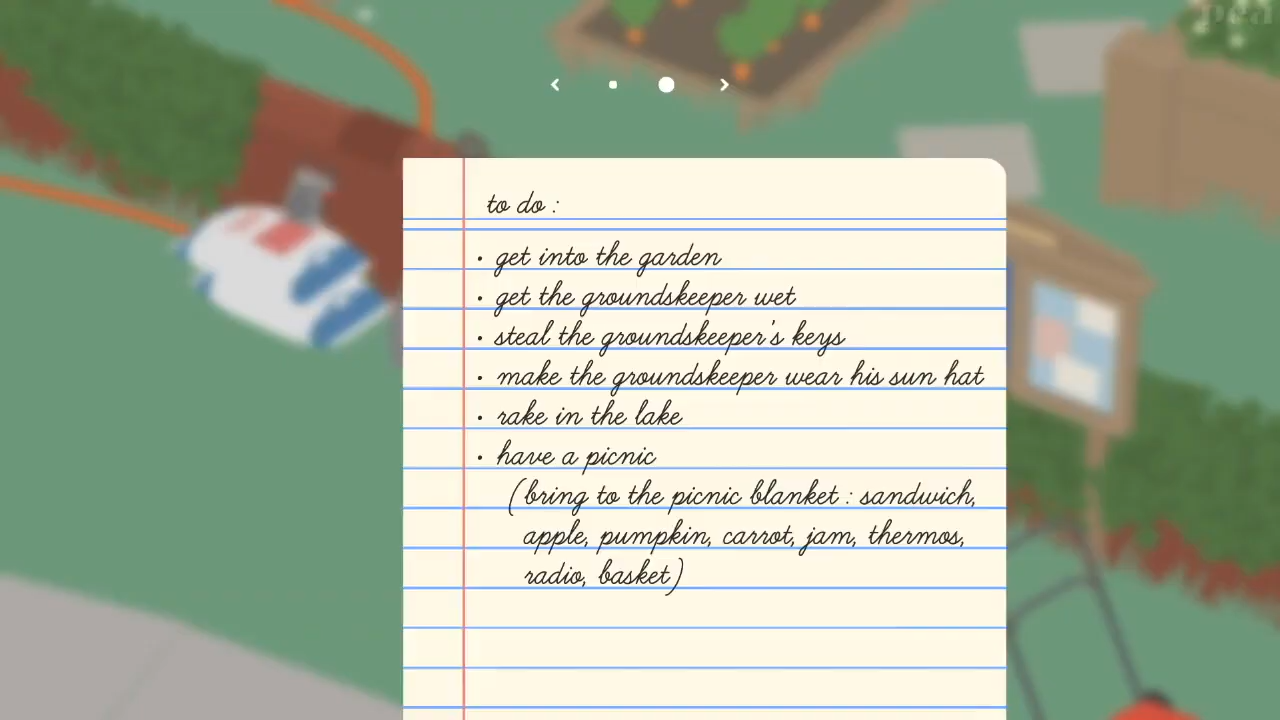 to do :
• get into the garden
• get the groundskeeper wet
• steal the groundskeeper's keys
• make the groundskeeper wear his sun hat
• rake in the lake
• have a picnic
(bring to the picnic blanket : sandwich,
apple, pumpkin, carrot, jam, thermos,
radio, basket)